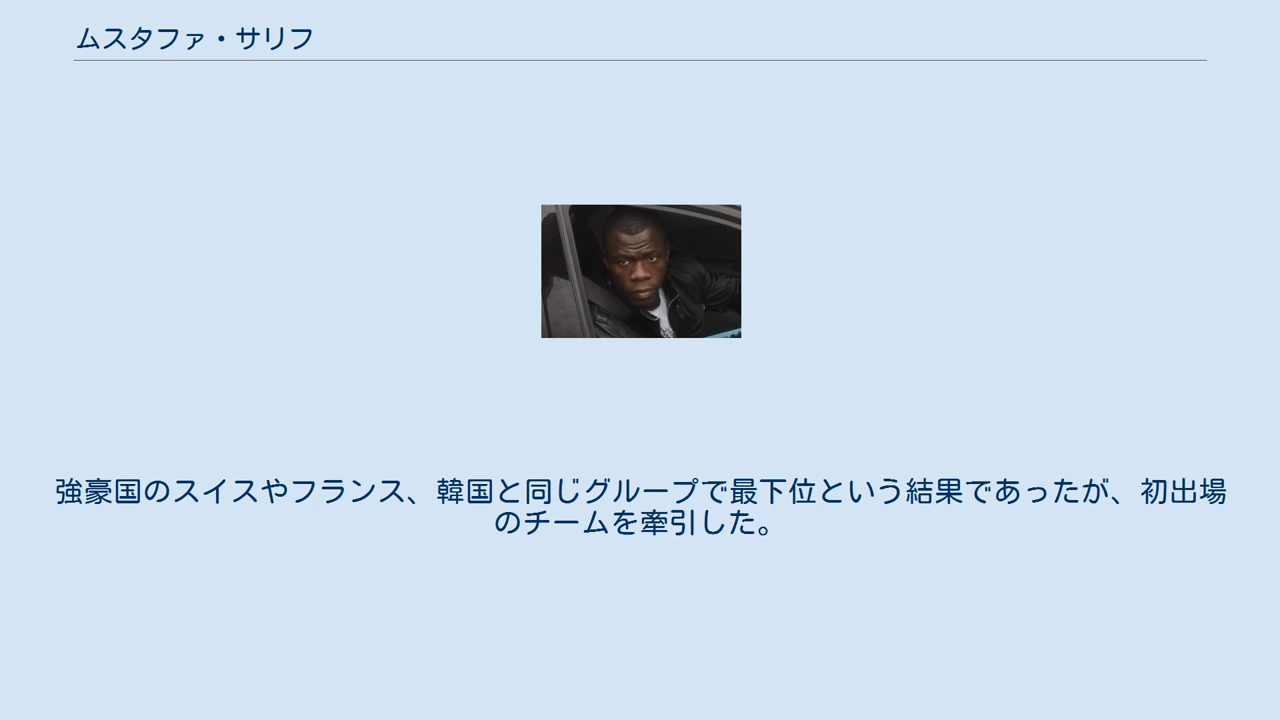 ムスタファ・サリフ
強豪国のスイスやフランス、韓国と同じグループで最下位という結果であったが、初出場
のチームを牽引した。